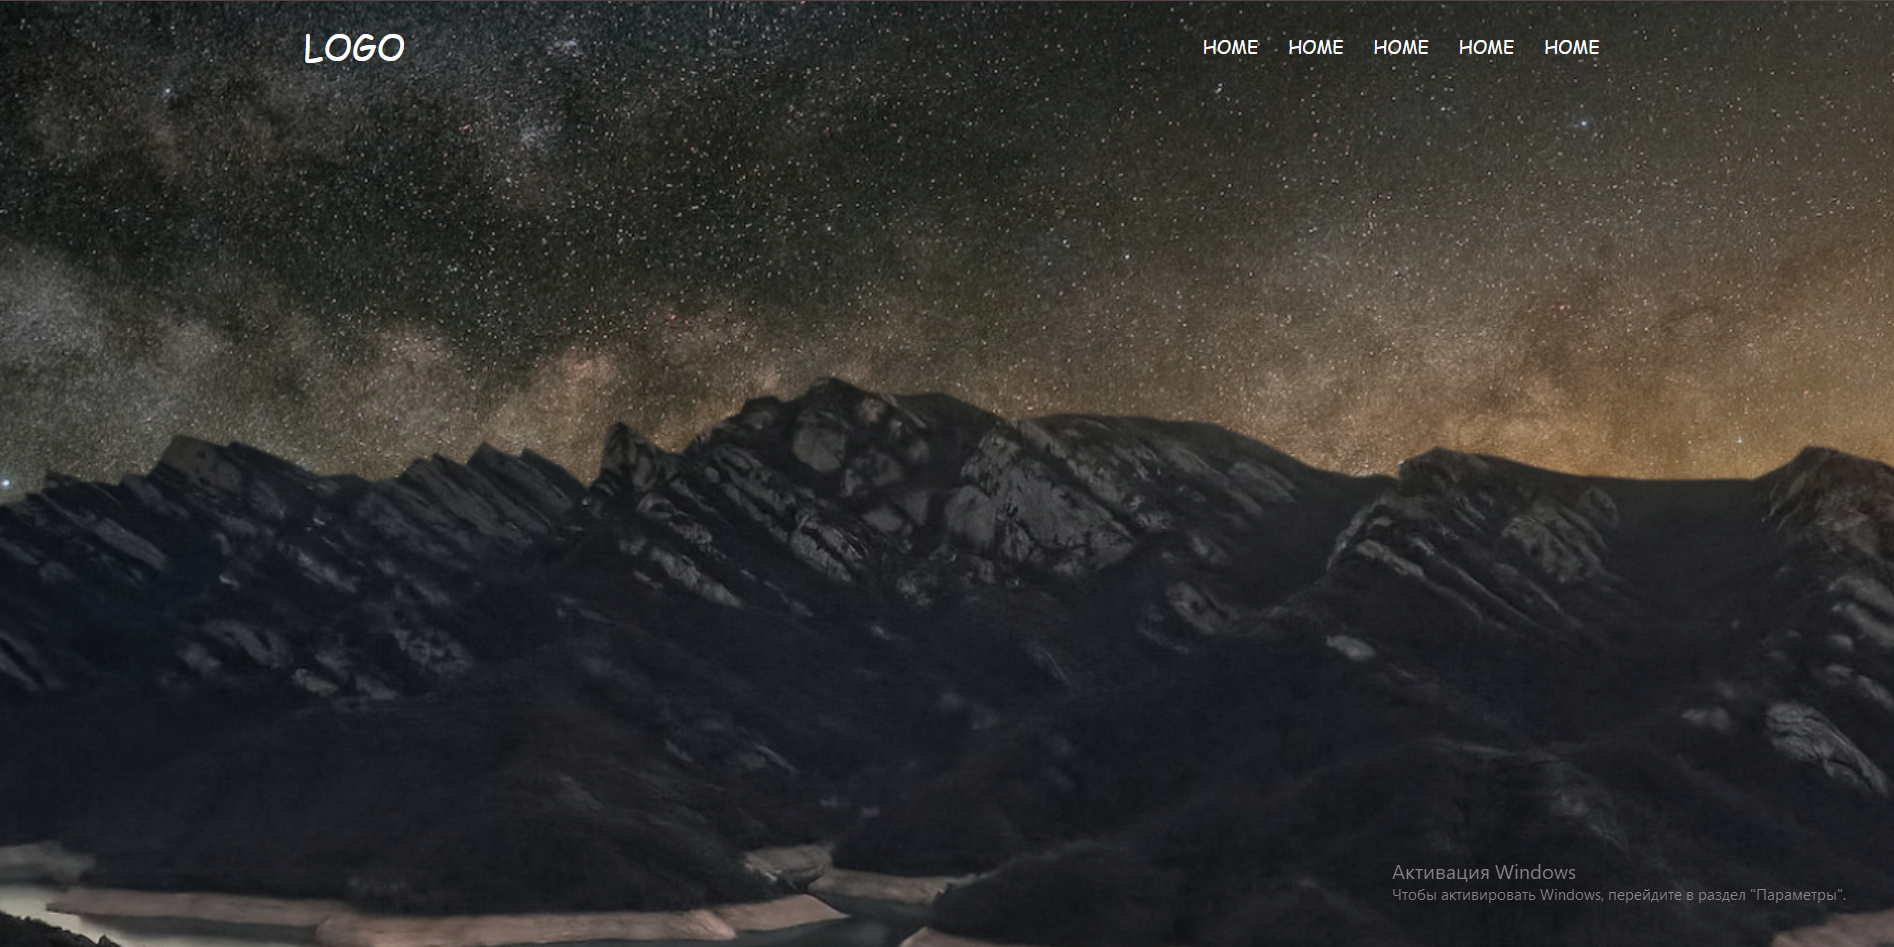 LOGO
HOME HOME HOME HOME HOME
Активация Windows
Чтобы активировать Windows, перейдите в раздел "Параметры".